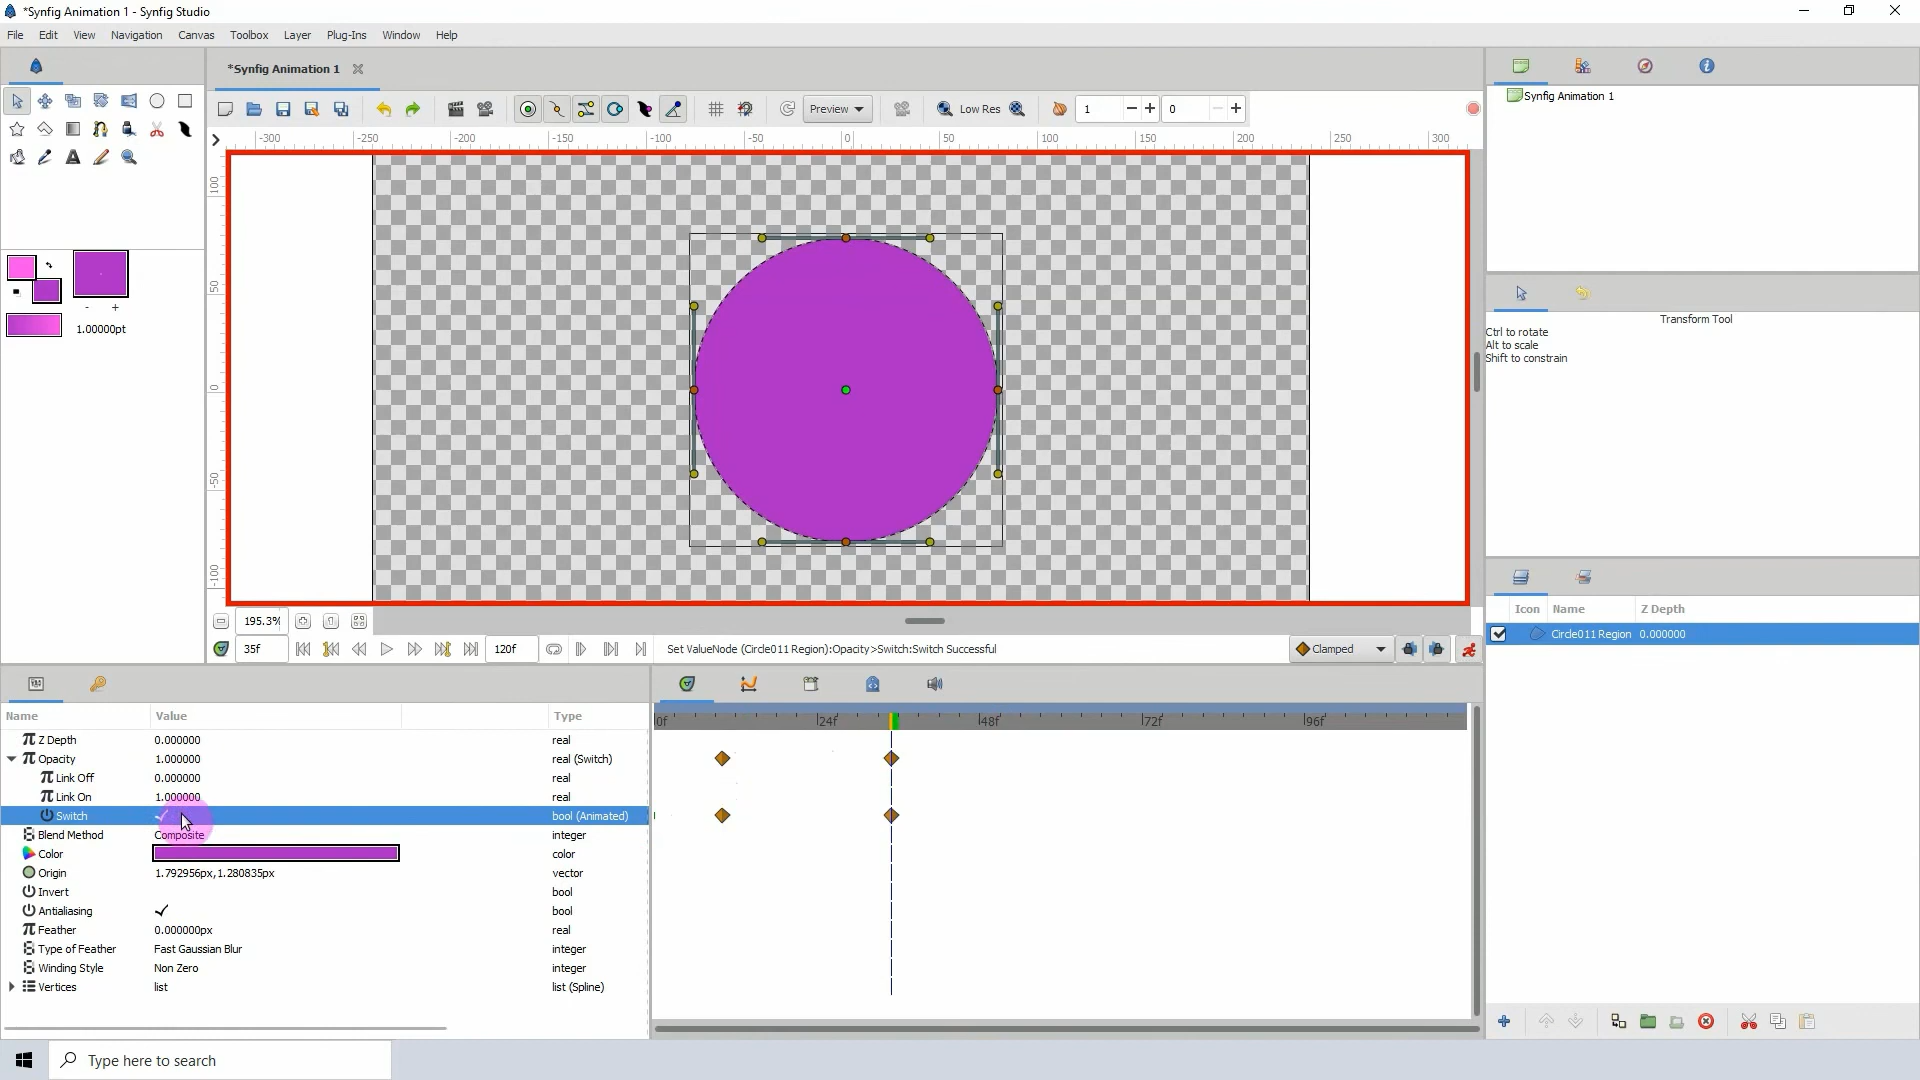 *Synfig Animation 1 - Synfig Studio
File Edit View Navigation Canvas Toolbox Layer Plug-Ins Window Help
*Synfig Animation 1
Preview Low Res 1 0
-300 -250 -200 -150 -100 -50 0 50 100 150 200 250 300
100
50
0
-50
-100
- +
1.00000pt
Synfig Animation 1
Transform Tool
Ctrl to rotate
Alt to scale
Shift to constrain
Icon Name Z Depth
Circle011 Region 0.000000
195.3%
35f 120f Set ValueNode (Circle011 Region):Opacity>Switch:Switch Successful Clamped
Name Value Type
Z Depth 0.000000 real
Opacity 1.000000 real (Switch)
Link Off 0.000000 real
Link On 1.000000 real
Switch bool (Animated)
Blend Method Composite integer
Color color
Origin 1.792956px,1.280835px vector
Invert bool
Antialiasing bool
Feather 0.000000px real
Type of Feather Fast Gaussian Blur integer
Winding Style Non Zero integer
Vertices list list (Spline)
0f 24f 48f 72f 96f
Type here to search